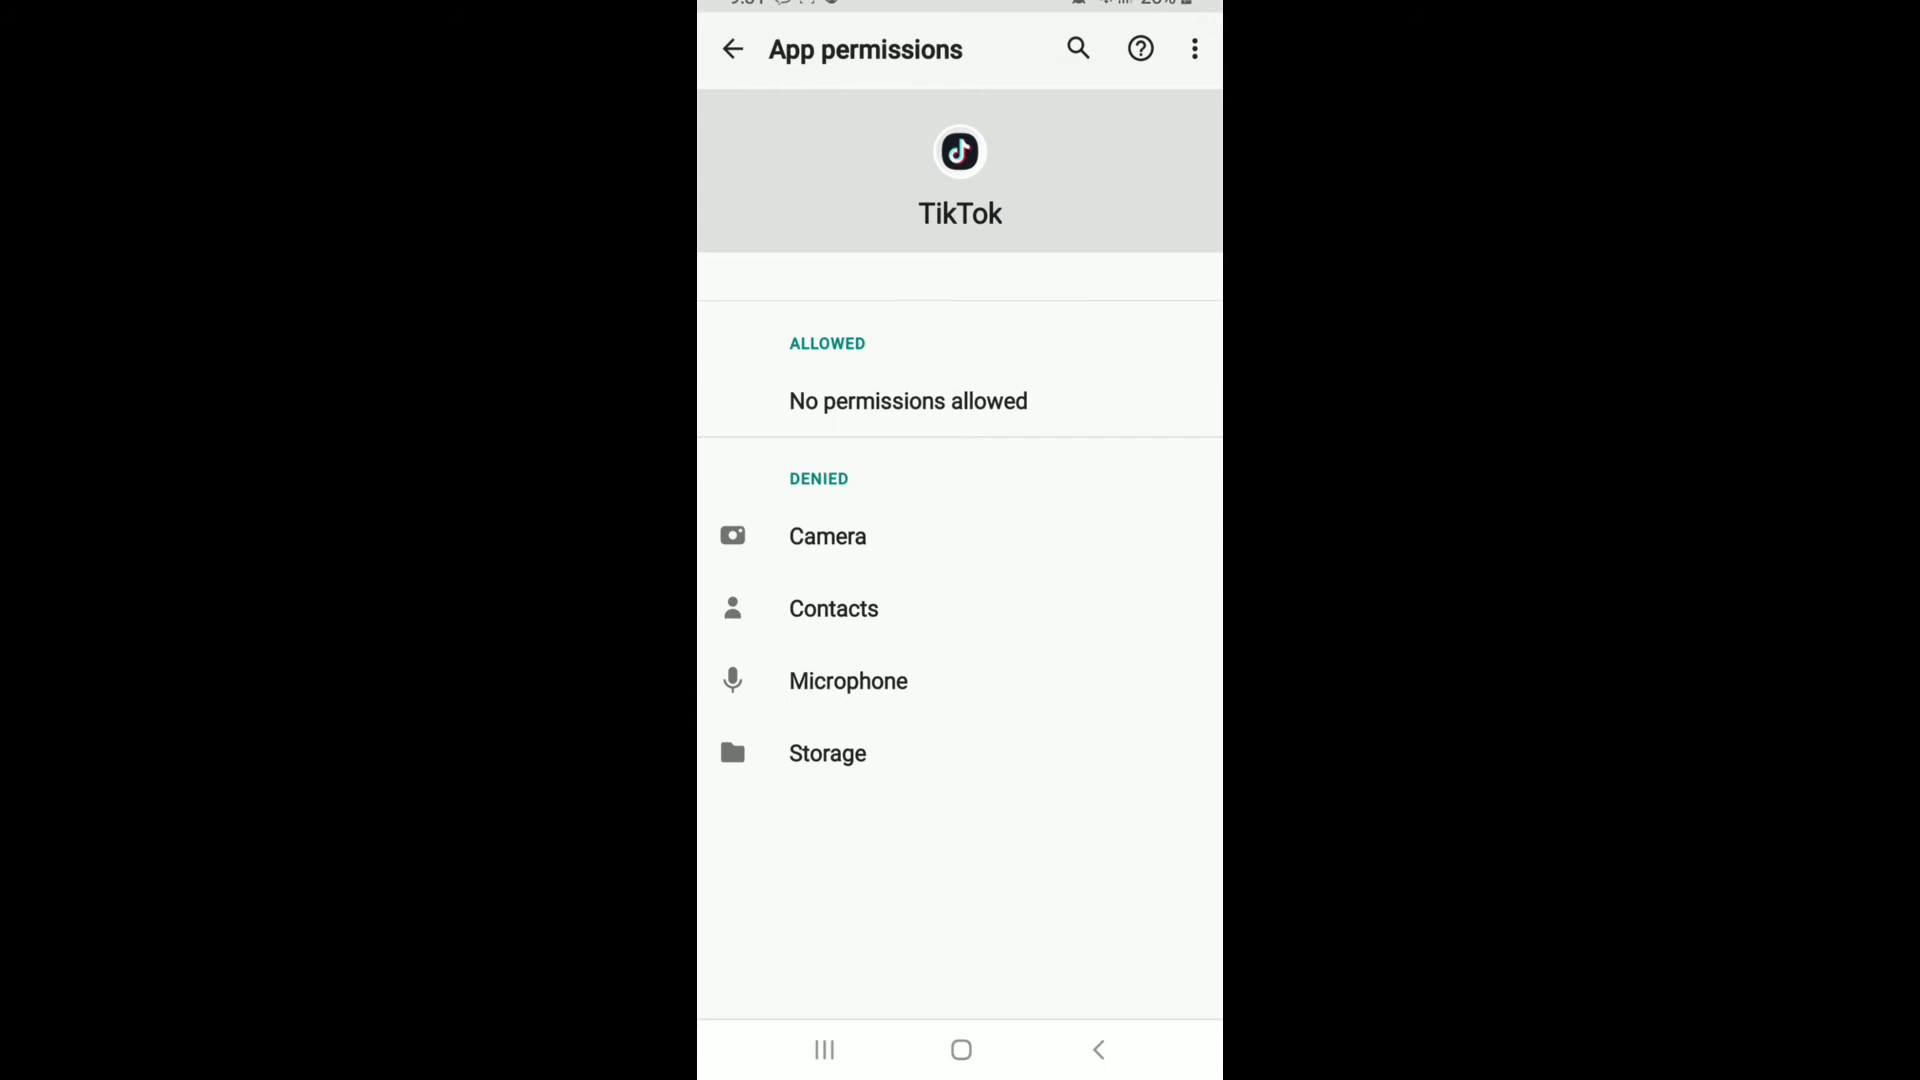 App permissions
TikTok
ALLOWED
No permissions allowed
DENIED
Camera
Contacts
Microphone
Storage